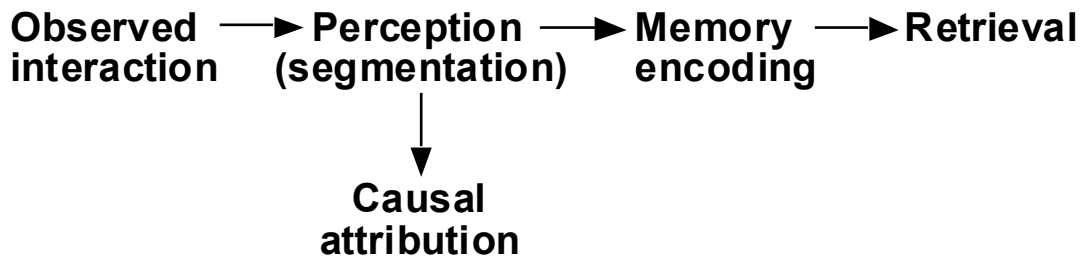 Observed
interaction
Perception
(segmentation)
Memory
encoding
Retrieval
Causal
attribution